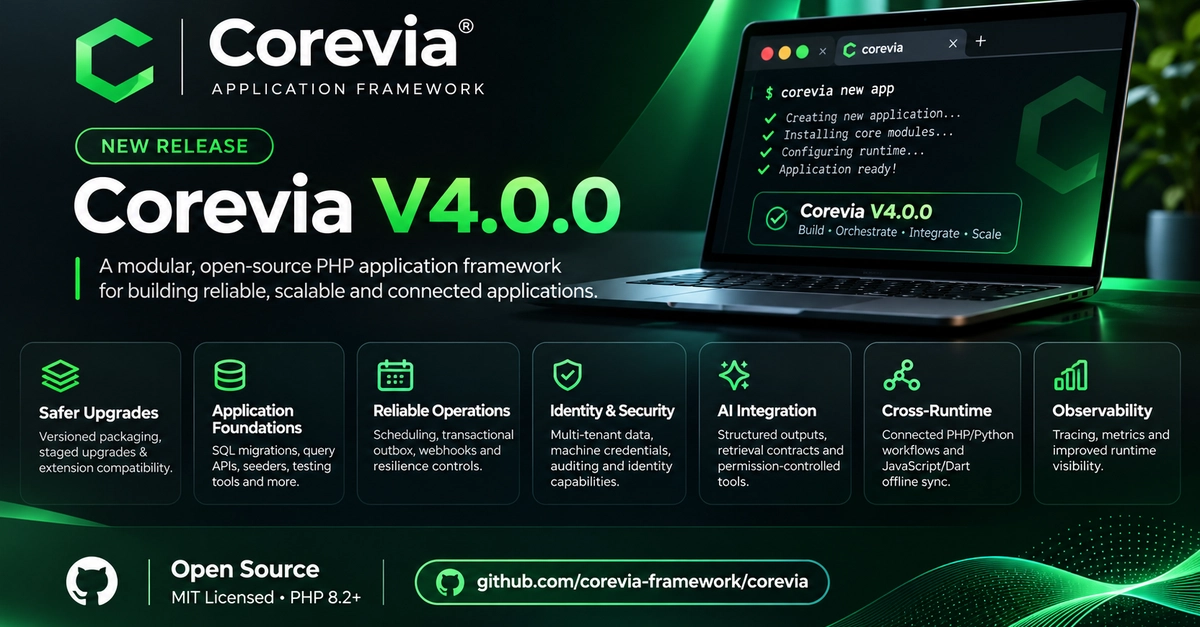 Corevia®
APPLICATION FRAMEWORK
NEW RELEASE
Corevia V4.0.0
A modular, open-source PHP application framework
for building reliable, scalable and connected applications.
corevia
$ corevia new app
✓ Creating new application...
✓ Installing core modules...
✓ Configuring runtime...
✓ Application ready!
Corevia V4.0.0
Build • Orchestrate • Integrate • Scale
Safer Upgrades
Versioned packaging,
staged upgrades &
extension compatibility.
Application
Foundations
SQL migrations, query
APIs, seeders, testing
tools and more.
Reliable Operations
Scheduling, transactional
outbox, webhooks and
resilience controls.
Identity & Security
Multi-tenant data,
machine credentials,
auditing and identity
capabilities.
AI Integration
Structured outputs,
retrieval contracts and
permission-controlled
tools.
Cross-Runtime
Connected PHP/Python
workflows and
JavaScript/Dart
offline sync.
Observability
Tracing, metrics and
improved runtime
visibility.
Open Source
MIT Licensed • PHP 8.2+
github.com/corevia-framework/corevia